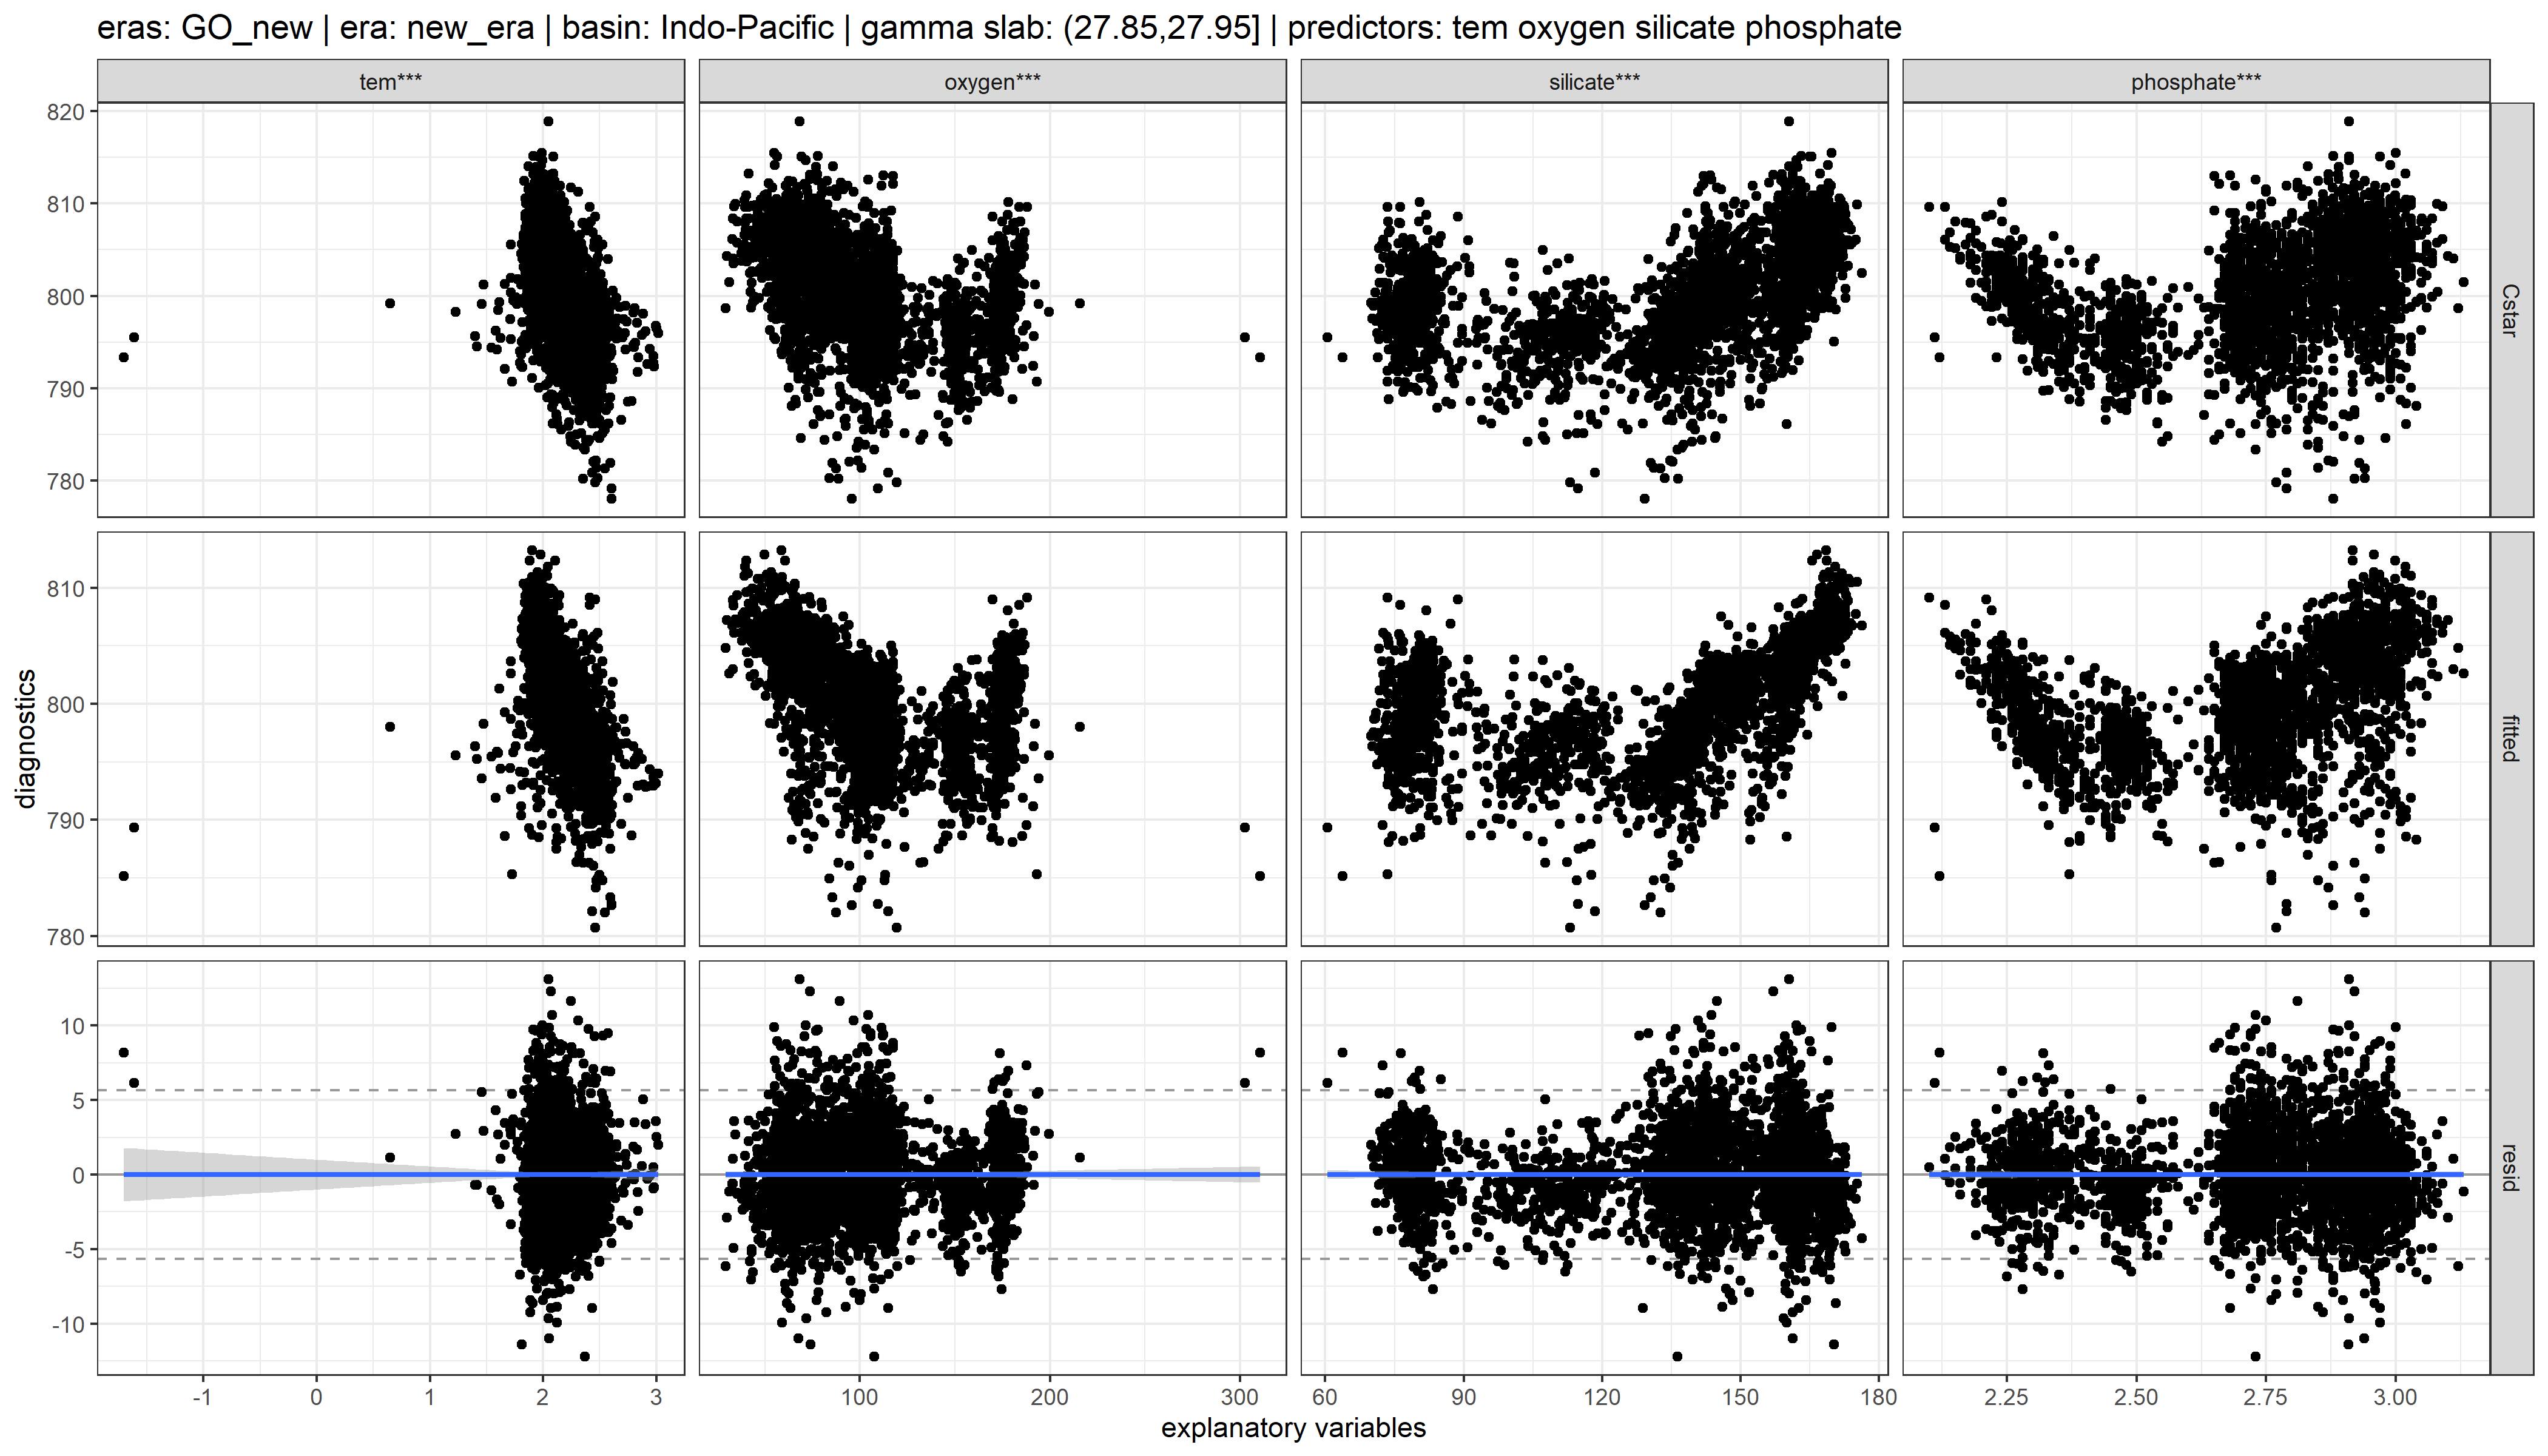 eras: GO_new | era: new_era | basin: Indo-Pacific | gamma slab: (27.85,27.95] | predictors: tem oxygen silicate phosphate
tem*** oxygen*** silicate*** phosphate***
820
810
800
790
780
Cstar
810
800
790
780
fitted
diagnostics
10
5
0
-5
-10
resid
-1 0 1 2 3 100 200 300 60 90 120 150 180 2.25 2.50 2.75 3.00
explanatory variables